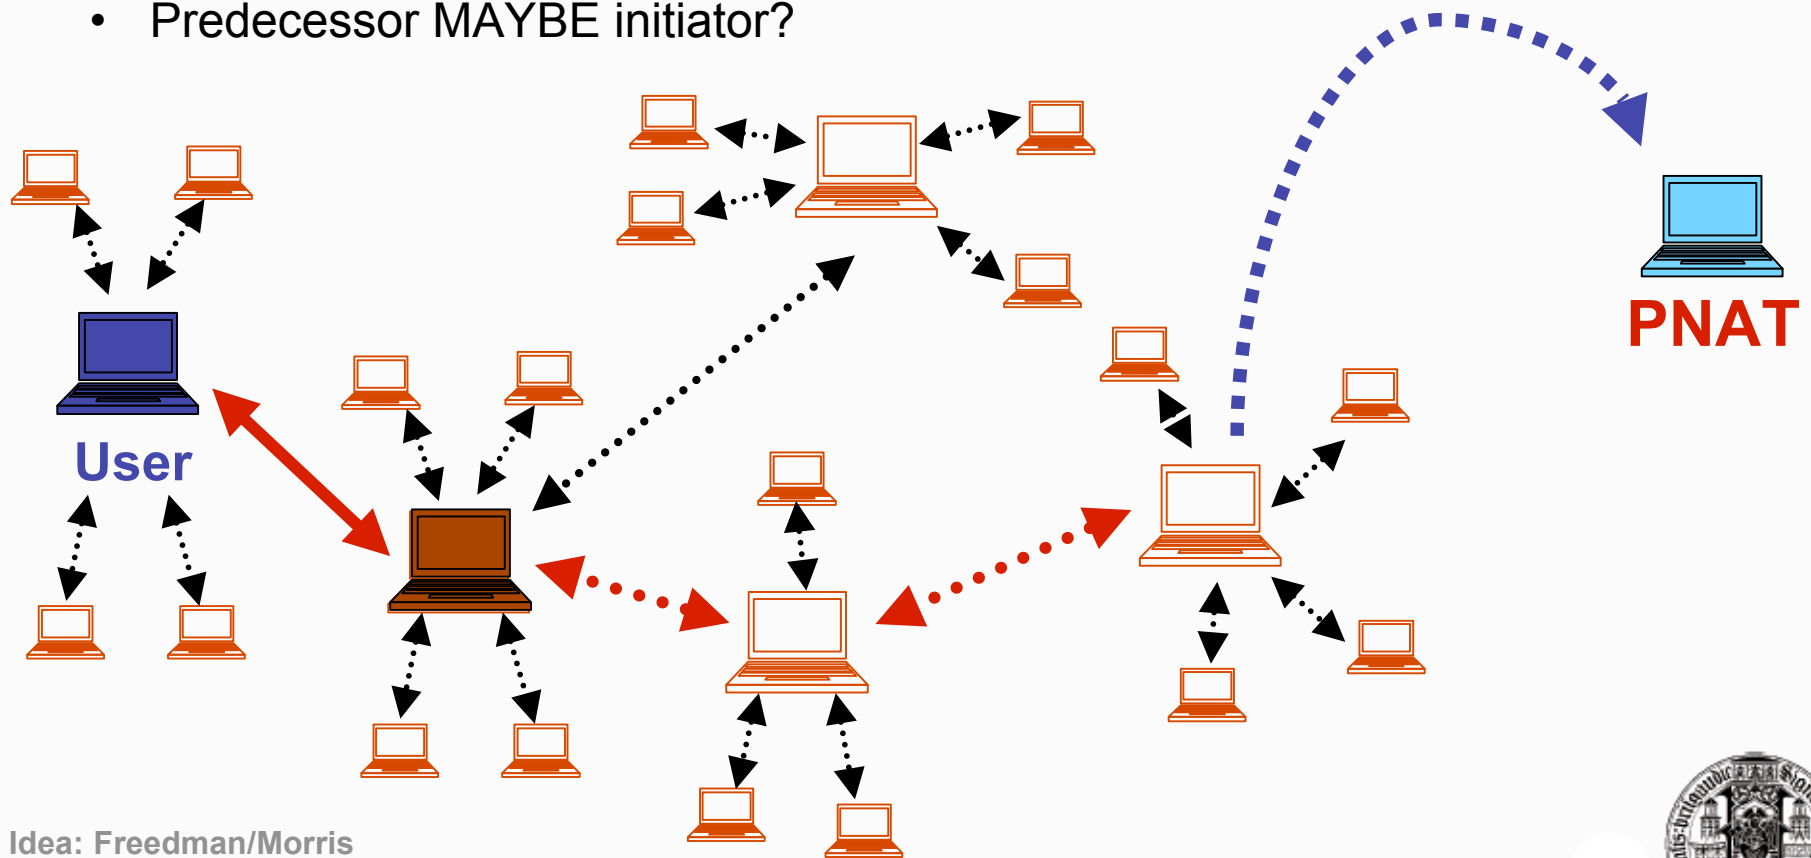 • Predecessor MAYBE initiator?
PNAT
User
Idea: Freedman/Morris